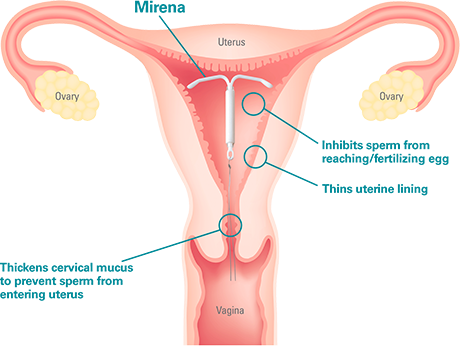 Mirena
Uterus
Ovary
Ovary
Inhibits sperm from
reaching/fertilizing egg
Thins uterine lining
Thickens cervical mucus
to prevent sperm from
entering uterus
Vagina